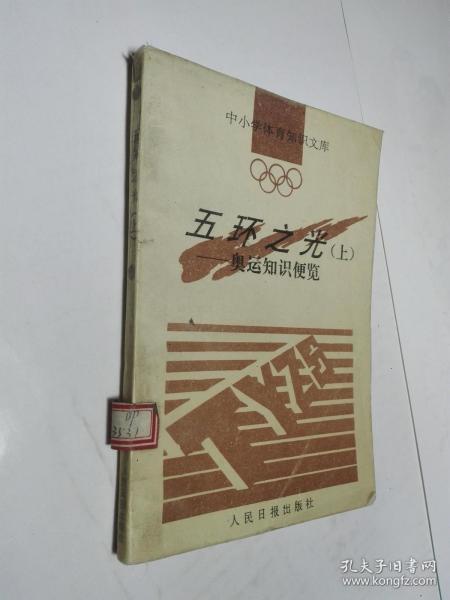 中小学体育知识文库
五环之光(上)
——奥运知识便览
人民日报出版社
3531
孔夫子旧书网
www.kongfz.com